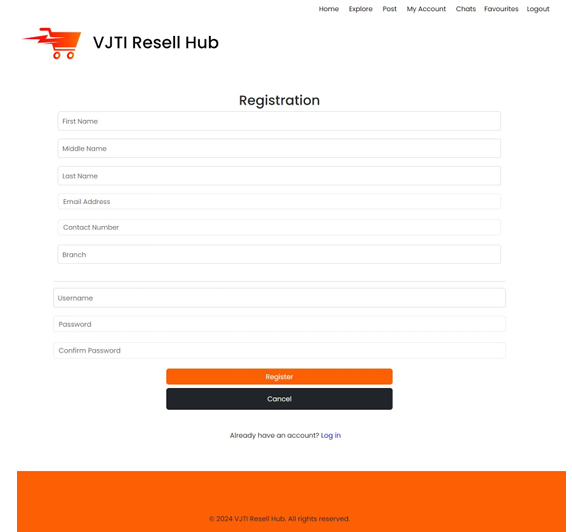 Home Explore Post My Account Chats Favourites Logout
VJTI Resell Hub
Registration
First Name
Middle Name
Last Name
Email Address
Contact Number
Branch
Username
Password
Confirm Password
Register
Cancel
Already have an account? Log in
© 2024 VJTI Resell Hub. All rights reserved.